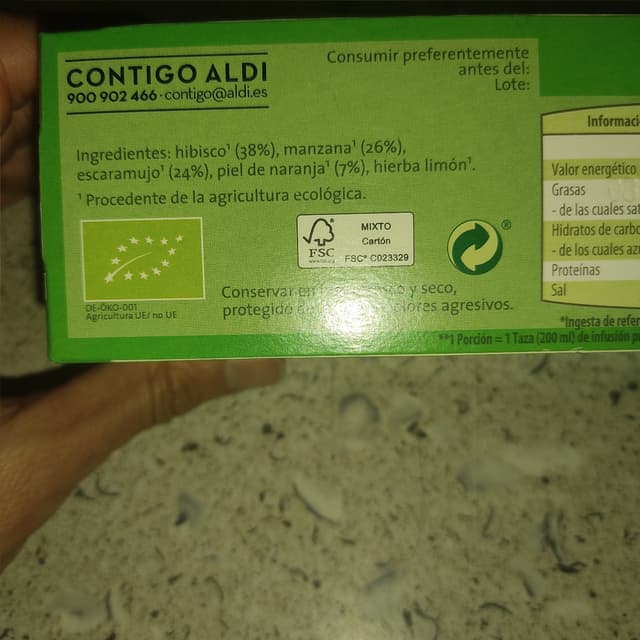 CONTIGO ALDI
900 902 466 · contigo@aldi.es
Consumir preferentemente
antes del:
Lote:
Ingredientes: hibisco¹ (38%), manzana¹ (26%),
escaramujo¹ (24%), piel de naranja¹ (7%), hierba limón¹.
¹ Procedente de la agricultura ecológica.
DE-ÖKO-001
Agricultura UE/ no UE
FSC
MIXTO
Cartón
FSC® C023329
®
Conservar en y seco,
protegido agresivos.
Informaci
Valor energético
Grasas
- de las cuales sat
Hidratos de carbo
- de los cuales azú
Proteínas
Sal
*Ingesta de refer
**1 Porción = 1 Taza (200 ml) de infusión p